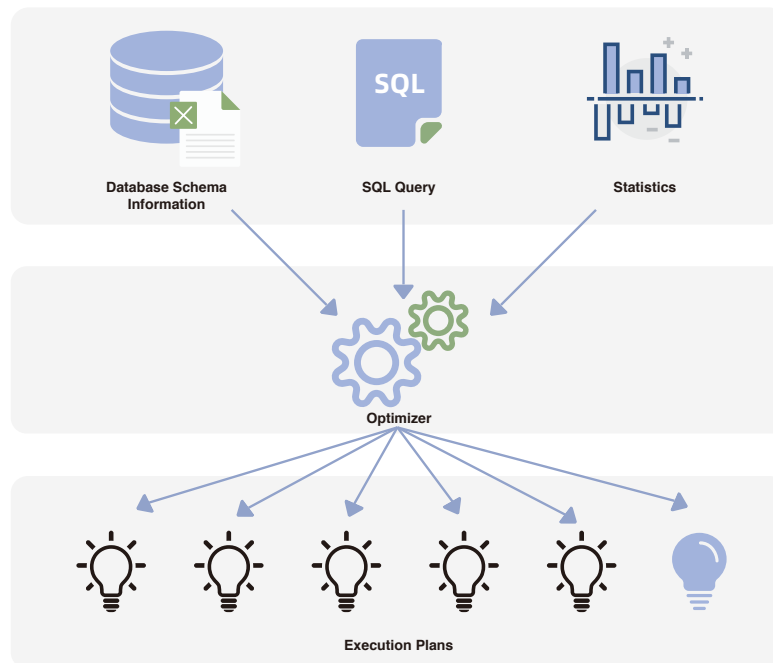 SQL
Database Schema
Information
SQL Query
Statistics
Optimizer
Execution Plans